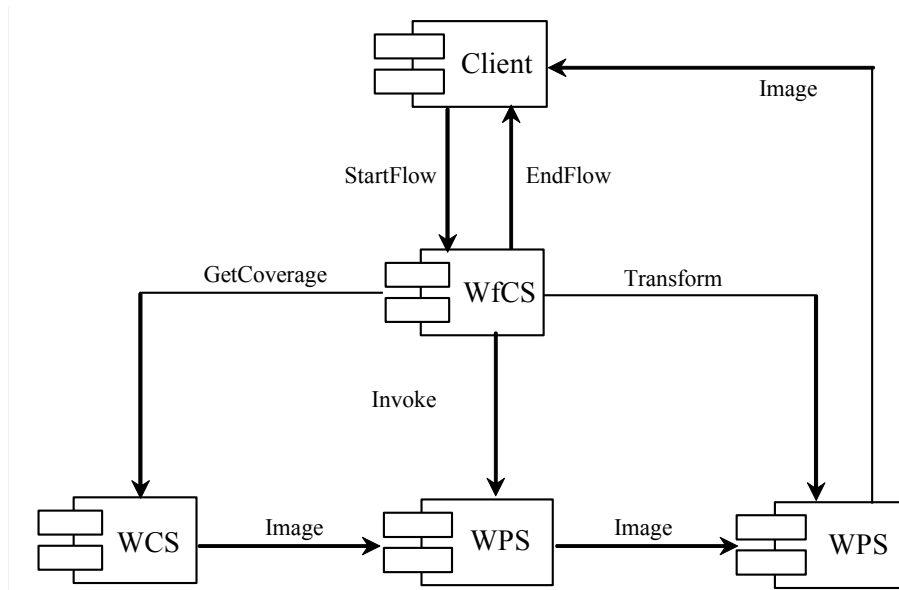 Client
Image
StartFlow
EndFlow
GetCoverage
WfCS
Transform
Invoke
WCS
Image
WPS
Image
WPS